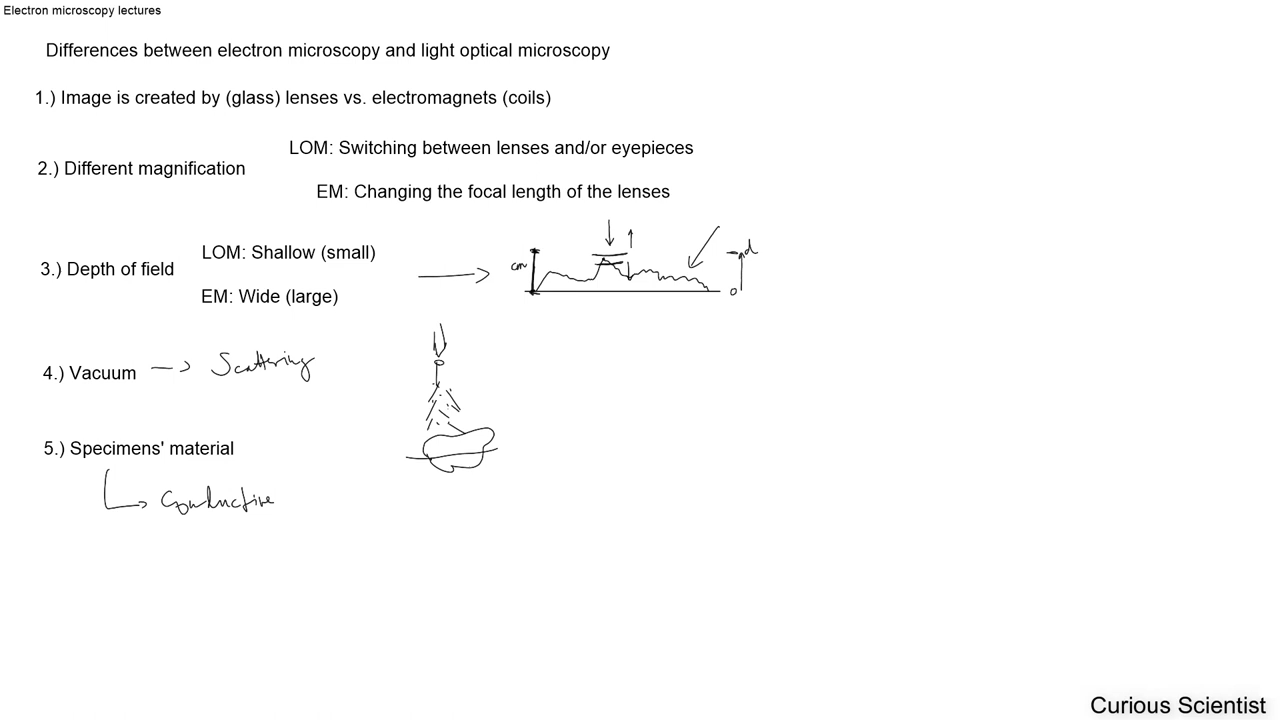 Electron microscopy lectures
Differences between electron microscopy and light optical microscopy
1.) Image is created by (glass) lenses vs. electromagnets (coils)
2.) Different magnification
LOM: Switching between lenses and/or eyepieces
EM: Changing the focal length of the lenses
3.) Depth of field
LOM: Shallow (small)
EM: Wide (large)
cm
d
0
4.) Vacuum → Scattering
5.) Specimens' material
↳ Conductive
Curious Scientist